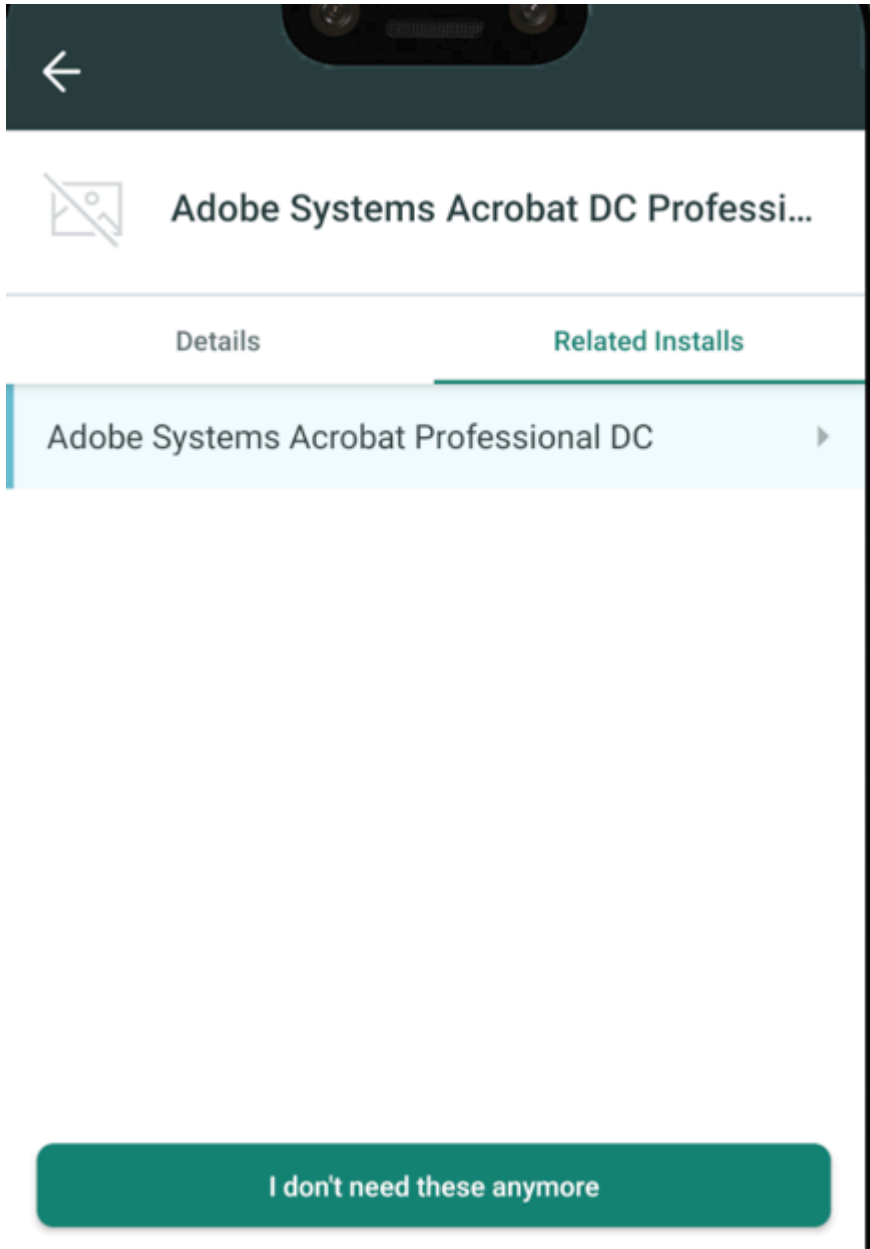 Adobe Systems Acrobat DC Professi...
Details
Related Installs
Adobe Systems Acrobat Professional DC
I don't need these anymore